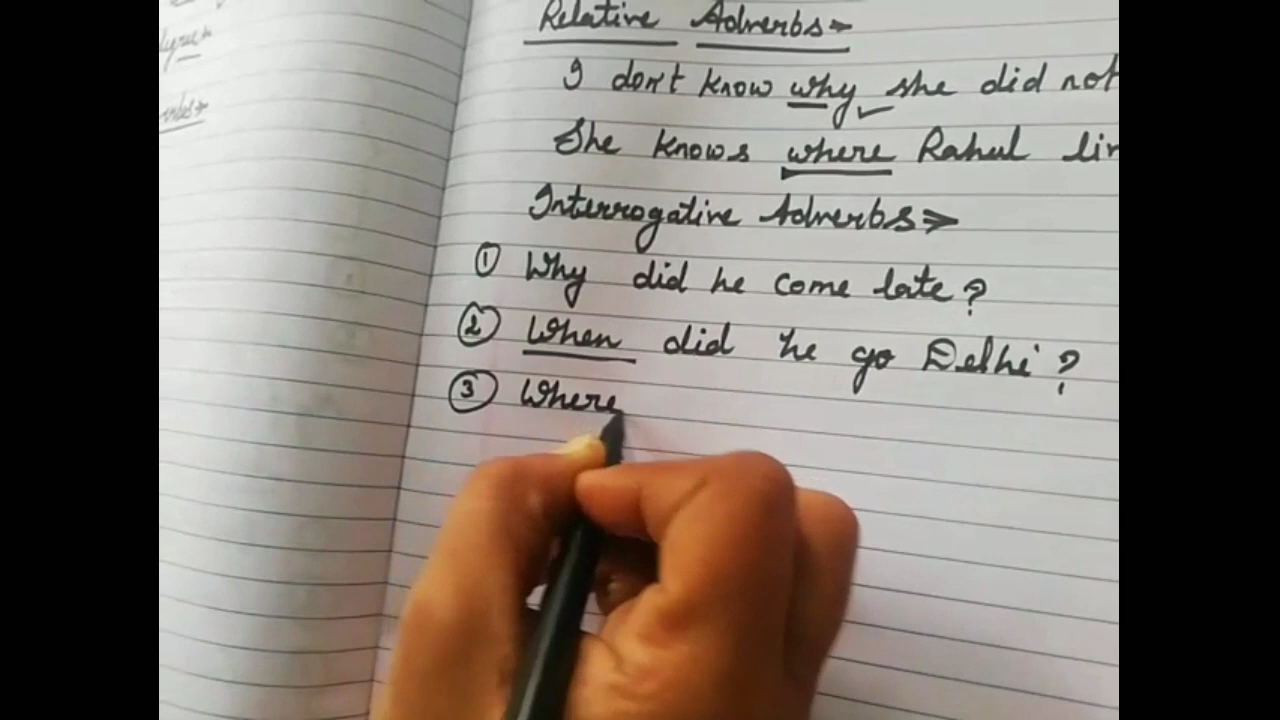 Relative Adverbs
I don't know why she did not
She knows where Rahul
Interrogative Adverbs
① Why did he come late?
② When did he go Delhi?
③ Where